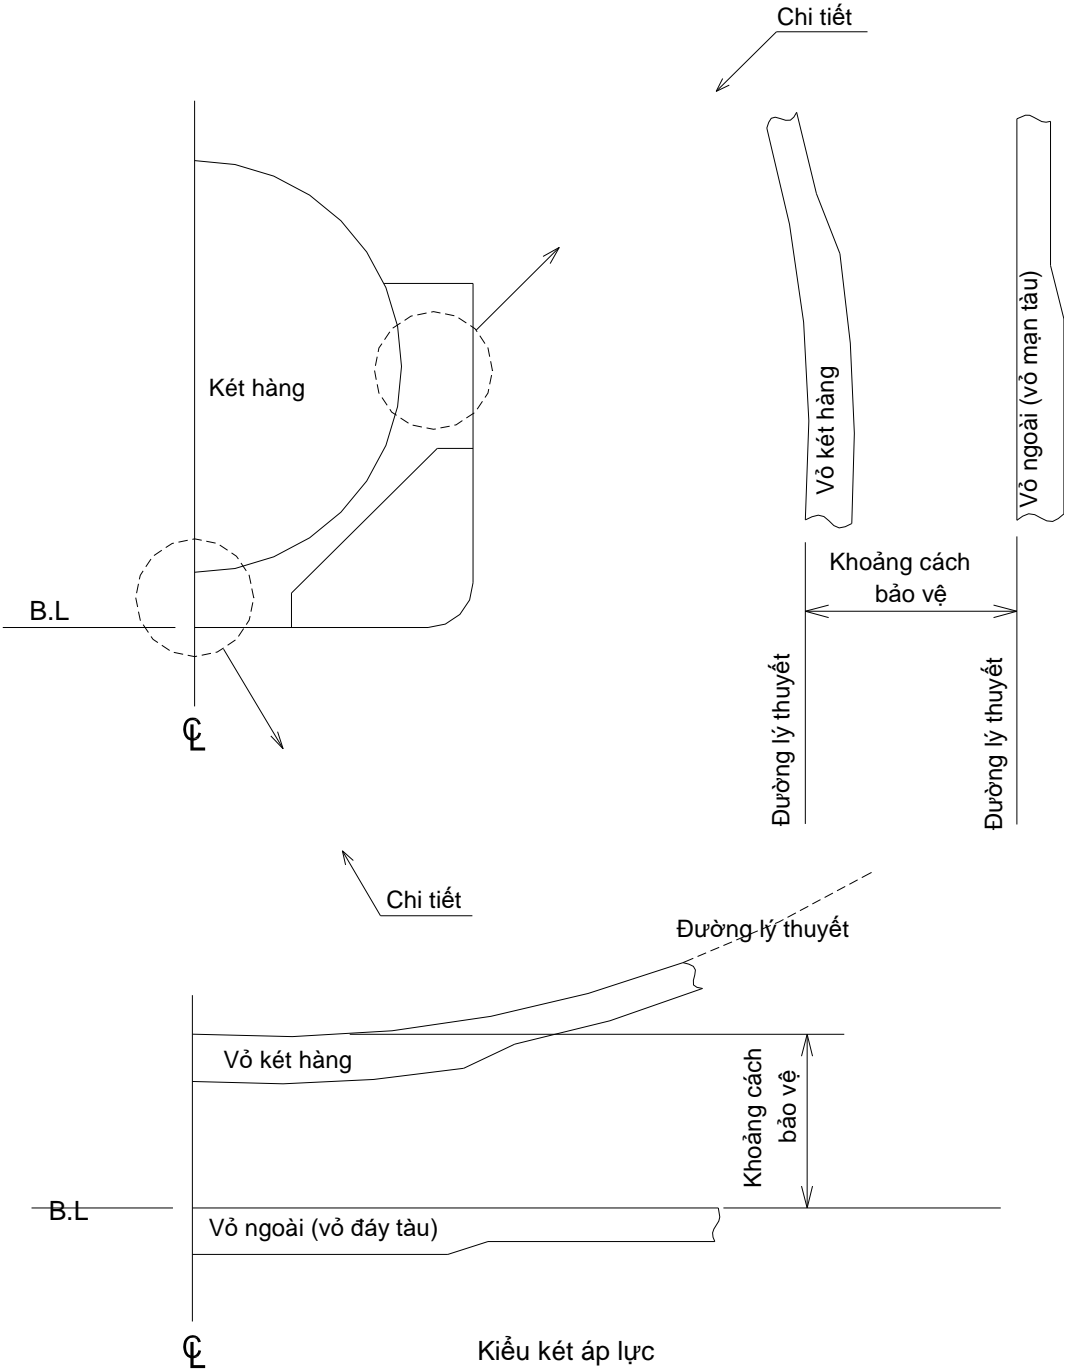 Chi tiết
Két hàng
Vỏ két hàng
Vỏ ngoài (vỏ mạn tàu)
Khoảng cách
bảo vệ
B.L
Đường lý thuyết
Đường lý thuyết
℄
Chi tiết
Đường lý thuyết
Vỏ két hàng
Khoảng cách
bảo vệ
B.L
Vỏ ngoài (vỏ đáy tàu)
℄
Kiểu két áp lực